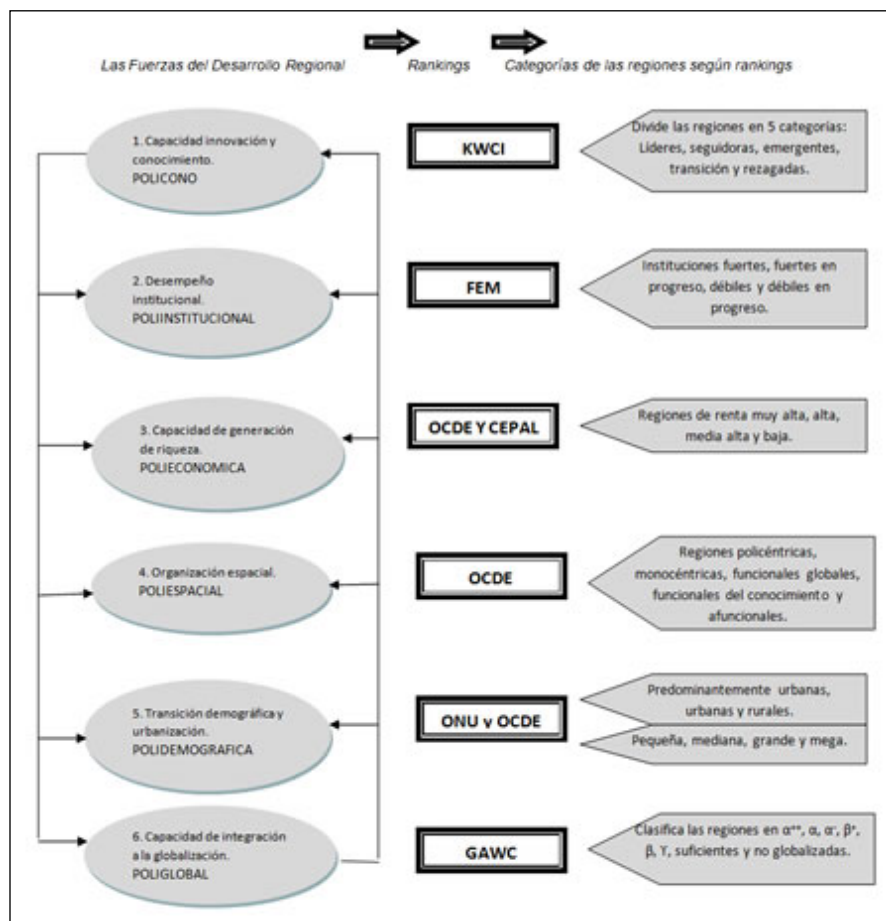 Las Fuerzas del Desarrollo Regional
Rankings
Categorías de las regiones según rankings
1. Capacidad innovación y
conocimiento.
POLICONO
KWCI
Divide las regiones en 5 categorías:
Líderes, seguidoras, emergentes,
transición y rezagadas.
2. Desempeño
institucional.
POLIINSTITUCIONAL
FEM
Instituciones fuertes, fuertes en
progreso, débiles y débiles en
progreso.
3. Capacidad de generación
de riqueza.
POLIECONOMICA
OCDE Y CEPAL
Regiones de renta muy alta, alta,
media alta y baja.
4. Organización espacial.
POLIESPACIAL
OCDE
Regiones policéntricas,
monocéntricas, funcionales globales,
funcionales del conocimiento y
afuncionales.
5. Transición demográfica y
urbanización.
POLIDEMOGRAFICA
ONU y OCDE
Predominantemente urbanas,
urbanas y rurales.
Pequeña, mediana, grande y mega.
6. Capacidad de integración
a la globalización.
POLIGLOBAL
GAWC
Clasifica las regiones en α⁺⁺, α, α⁻, β⁺,
β, ϒ, suficientes y no globalizadas.